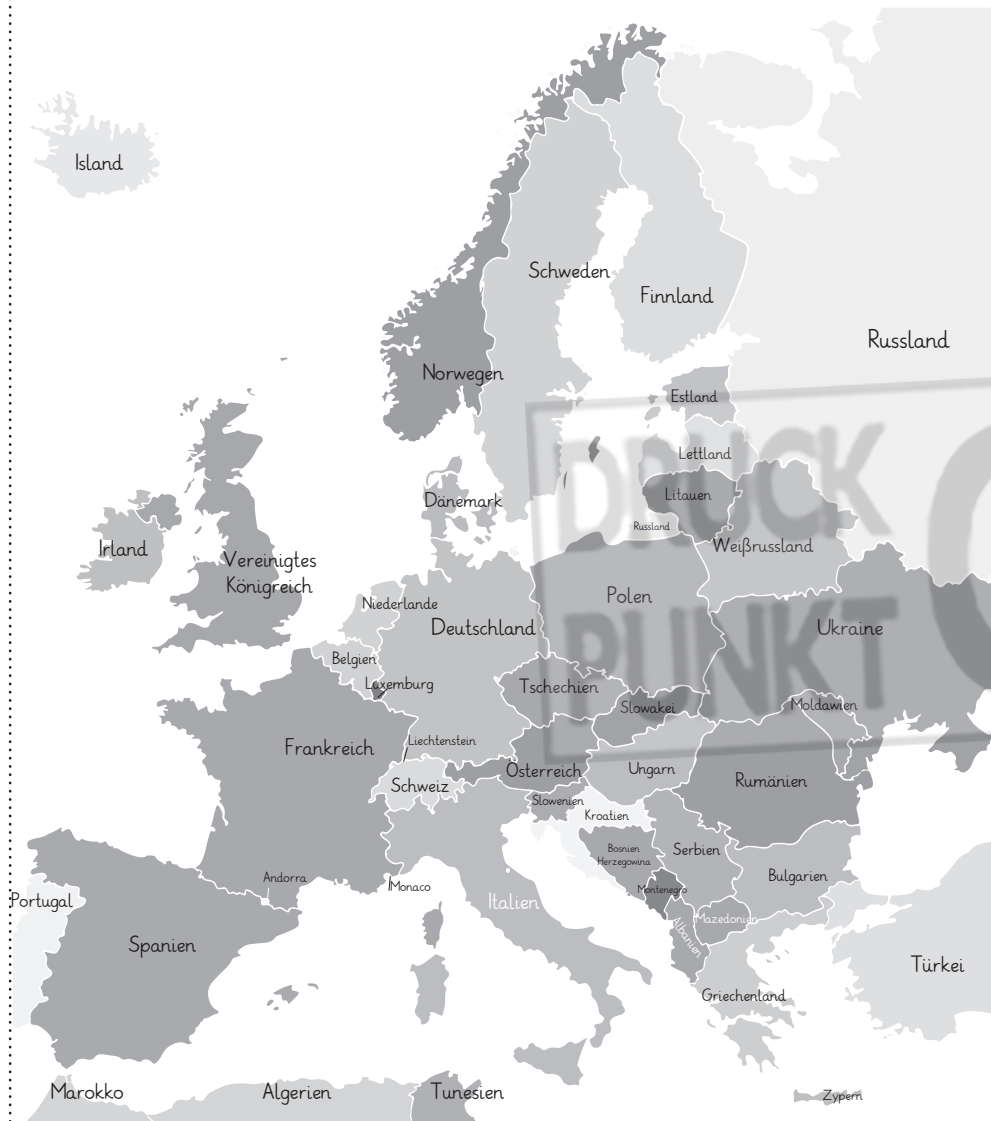 Island
Schweden
Finnland
Russland
Norwegen
Estland
DRUCK
Lettland
Litauen
Dänemark
Russland
Irland
Weißrussland
Vereinigtes
Königreich
Polen
Niederlande
Deutschland
PUNKT
Ukraine
Belgien
Luxemburg
Tschechien
Slowakei
Moldawien
Liechtenstein
Frankreich
Österreich
Ungarn
Schweiz
Rumänien
Slowenien
Kroatien
Bosnien
Herzegowina
Serbien
Andorra
Monaco
Montenegro
Bulgarien
Portugal
Italien
Mazedonien
Albanien
Spanien
Türkei
Griechenland
Marokko
Algerien
Tunesien
Zypern